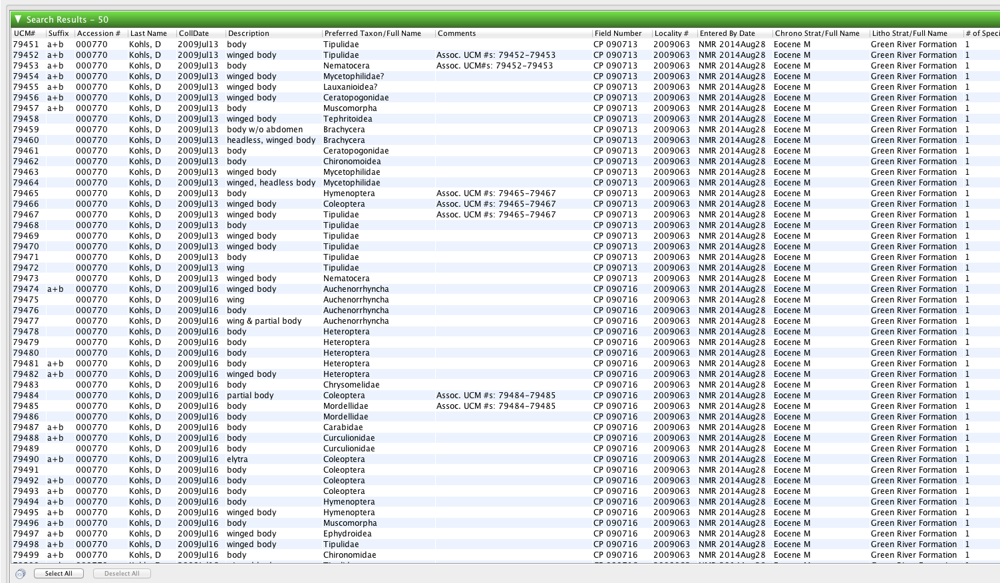 Search Results - 50
UCM# Suffix Accession # Last Name CollDate Description Preferred Taxon/Full Name Comments Field Number Locality # Entered By Date Chrono Strat/Full Name Litho Strat/Full Name # of Speci
79451 a+b 000770 Kohls, D 2009Jul13 body Tipulidae CP 090713 2009063 NMR 2014Aug28 Eocene M Green River Formation 1
79452 a+b 000770 Kohls, D 2009Jul13 winged body Tipulidae Assoc. UCM #s: 79452-79453 CP 090713 2009063 NMR 2014Aug28 Eocene M Green River Formation 1
79453 a+b 000770 Kohls, D 2009Jul13 body Nematocera Assoc. UCM#s: 79452-79453 CP 090713 2009063 NMR 2014Aug28 Eocene M Green River Formation 1
79454 a+b 000770 Kohls, D 2009Jul13 winged body Mycetophilidae? CP 090713 2009063 NMR 2014Aug28 Eocene M Green River Formation 1
79455 a+b 000770 Kohls, D 2009Jul13 winged body Lauxanioidea? CP 090713 2009063 NMR 2014Aug28 Eocene M Green River Formation 1
79456 a+b 000770 Kohls, D 2009Jul13 winged body Ceratopogonidae CP 090713 2009063 NMR 2014Aug28 Eocene M Green River Formation 1
79457 a+b 000770 Kohls, D 2009Jul13 body Muscomorpha CP 090713 2009063 NMR 2014Aug28 Eocene M Green River Formation 1
79458 000770 Kohls, D 2009Jul13 winged body Tephritoidea CP 090713 2009063 NMR 2014Aug28 Eocene M Green River Formation 1
79459 000770 Kohls, D 2009Jul13 body w/o abdomen Brachycera CP 090713 2009063 NMR 2014Aug28 Eocene M Green River Formation 1
79460 000770 Kohls, D 2009Jul13 headless, winged body Brachycera CP 090713 2009063 NMR 2014Aug28 Eocene M Green River Formation 1
79461 000770 Kohls, D 2009Jul13 body Ceratopogonidae CP 090713 2009063 NMR 2014Aug28 Eocene M Green River Formation 1
79462 000770 Kohls, D 2009Jul13 body Chironomoidea CP 090713 2009063 NMR 2014Aug28 Eocene M Green River Formation 1
79463 000770 Kohls, D 2009Jul13 winged body Mycetophilidae CP 090713 2009063 NMR 2014Aug28 Eocene M Green River Formation 1
79464 000770 Kohls, D 2009Jul13 winged, headless body Mycetophilidae CP 090713 2009063 NMR 2014Aug28 Eocene M Green River Formation 1
79465 000770 Kohls, D 2009Jul13 body Hymenoptera Assoc. UCM #s: 79465-79467 CP 090713 2009063 NMR 2014Aug28 Eocene M Green River Formation 1
79466 000770 Kohls, D 2009Jul13 winged body Coleoptera Assoc. UCM #s: 79465-79467 CP 090713 2009063 NMR 2014Aug28 Eocene M Green River Formation 1
79467 000770 Kohls, D 2009Jul13 winged body Tipulidae Assoc. UCM #s: 79465-79467 CP 090713 2009063 NMR 2014Aug28 Eocene M Green River Formation 1
79468 000770 Kohls, D 2009Jul13 body Tipulidae CP 090713 2009063 NMR 2014Aug28 Eocene M Green River Formation 1
79469 000770 Kohls, D 2009Jul13 winged body Tipulidae CP 090713 2009063 NMR 2014Aug28 Eocene M Green River Formation 1
79470 000770 Kohls, D 2009Jul13 winged body Tipulidae CP 090713 2009063 NMR 2014Aug28 Eocene M Green River Formation 1
79471 000770 Kohls, D 2009Jul13 body Tipulidae CP 090713 2009063 NMR 2014Aug28 Eocene M Green River Formation 1
79472 000770 Kohls, D 2009Jul13 wing Tipulidae CP 090713 2009063 NMR 2014Aug28 Eocene M Green River Formation 1
79473 000770 Kohls, D 2009Jul13 winged body Nematocera CP 090713 2009063 NMR 2014Aug28 Eocene M Green River Formation 1
79474 a+b 000770 Kohls, D 2009Jul16 winged body Auchenorrhyncha CP 090716 2009063 NMR 2014Aug28 Eocene M Green River Formation 1
79475 000770 Kohls, D 2009Jul16 wing Auchenorrhyncha CP 090716 2009063 NMR 2014Aug28 Eocene M Green River Formation 1
79476 000770 Kohls, D 2009Jul16 body Auchenorrhyncha CP 090716 2009063 NMR 2014Aug28 Eocene M Green River Formation 1
79477 000770 Kohls, D 2009Jul16 wing & partial body Auchenorrhyncha CP 090716 2009063 NMR 2014Aug28 Eocene M Green River Formation 1
79478 000770 Kohls, D 2009Jul16 body Heteroptera CP 090716 2009063 NMR 2014Aug28 Eocene M Green River Formation 1
79479 000770 Kohls, D 2009Jul16 body Heteroptera CP 090716 2009063 NMR 2014Aug28 Eocene M Green River Formation 1
79480 000770 Kohls, D 2009Jul16 body Heteroptera CP 090716 2009063 NMR 2014Aug28 Eocene M Green River Formation 1
79481 a+b 000770 Kohls, D 2009Jul16 body Heteroptera CP 090716 2009063 NMR 2014Aug28 Eocene M Green River Formation 1
79482 a+b 000770 Kohls, D 2009Jul16 winged body Heteroptera CP 090716 2009063 NMR 2014Aug28 Eocene M Green River Formation 1
79483 000770 Kohls, D 2009Jul16 body Chrysomelidae CP 090716 2009063 NMR 2014Aug28 Eocene M Green River Formation 1
79484 000770 Kohls, D 2009Jul16 partial body Coleoptera Assoc. UCM #s: 79484-79485 CP 090716 2009063 NMR 2014Aug28 Eocene M Green River Formation 1
79485 000770 Kohls, D 2009Jul16 body Mordellidae Assoc. UCM #s: 79484-79485 CP 090716 2009063 NMR 2014Aug28 Eocene M Green River Formation 1
79486 000770 Kohls, D 2009Jul16 body Mordellidae CP 090716 2009063 NMR 2014Aug28 Eocene M Green River Formation 1
79487 a+b 000770 Kohls, D 2009Jul16 body Carabidae CP 090716 2009063 NMR 2014Aug28 Eocene M Green River Formation 1
79488 a+b 000770 Kohls, D 2009Jul16 body Curculionidae CP 090716 2009063 NMR 2014Aug28 Eocene M Green River Formation 1
79489 000770 Kohls, D 2009Jul16 body Curculionidae CP 090716 2009063 NMR 2014Aug28 Eocene M Green River Formation 1
79490 a+b 000770 Kohls, D 2009Jul16 elytra Coleoptera CP 090716 2009063 NMR 2014Aug28 Eocene M Green River Formation 1
79491 000770 Kohls, D 2009Jul16 body Coleoptera CP 090716 2009063 NMR 2014Aug28 Eocene M Green River Formation 1
79492 a+b 000770 Kohls, D 2009Jul16 body Coleoptera CP 090716 2009063 NMR 2014Aug28 Eocene M Green River Formation 1
79493 a+b 000770 Kohls, D 2009Jul16 body Coleoptera CP 090716 2009063 NMR 2014Aug28 Eocene M Green River Formation 1
79494 a+b 000770 Kohls, D 2009Jul16 body Hymenoptera CP 090716 2009063 NMR 2014Aug28 Eocene M Green River Formation 1
79495 a+b 000770 Kohls, D 2009Jul16 winged body Hymenoptera CP 090716 2009063 NMR 2014Aug28 Eocene M Green River Formation 1
79496 a+b 000770 Kohls, D 2009Jul16 body Muscomorpha CP 090716 2009063 NMR 2014Aug28 Eocene M Green River Formation 1
79497 a+b 000770 Kohls, D 2009Jul16 winged body Ephydroidea CP 090716 2009063 NMR 2014Aug28 Eocene M Green River Formation 1
79498 a+b 000770 Kohls, D 2009Jul16 winged body Tipulidae CP 090716 2009063 NMR 2014Aug28 Eocene M Green River Formation 1
79499 a+b 000770 Kohls, D 2009Jul16 body Chironomidae CP 090716 2009063 NMR 2014Aug28 Eocene M Green River Formation 1
Select All Deselect All